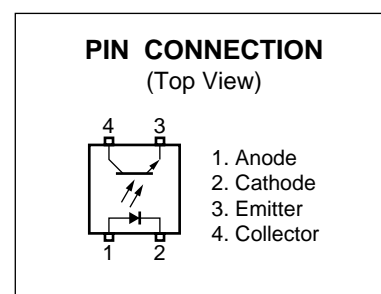 PIN CONNECTION
(Top View)
4 3
1 2
1. Anode
2. Cathode
3. Emitter
4. Collector